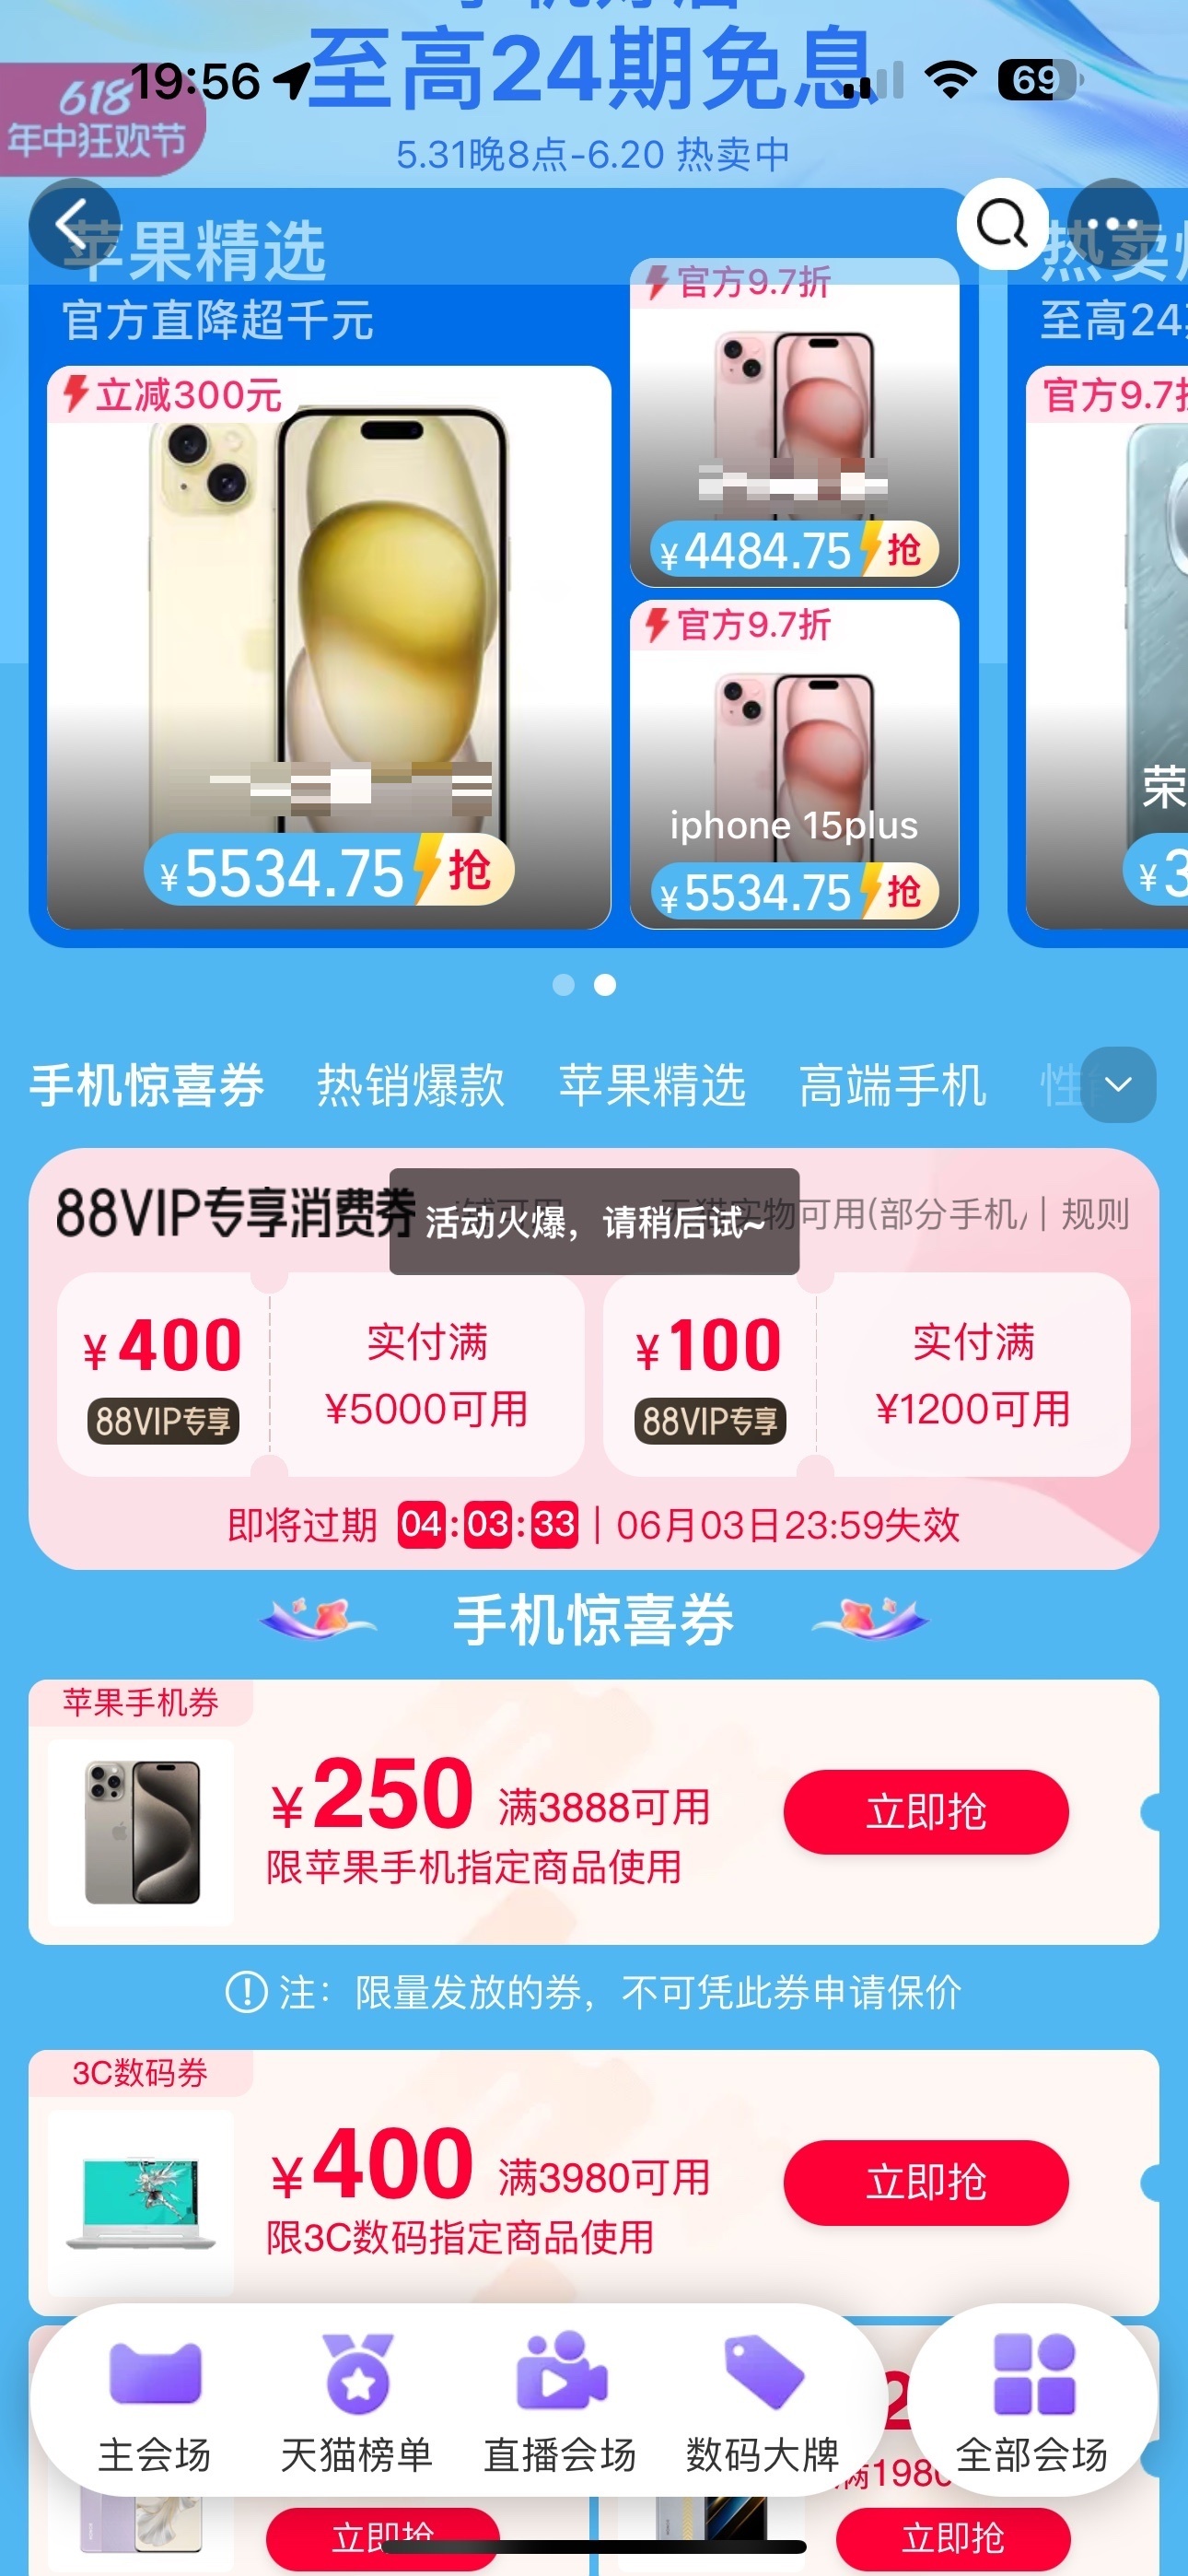 至高24期免息
19:56
69
618
年中狂欢节
5.31晚8点-6.20 热卖中
苹果精选
官方直降超千元
立减300元
¥5534.75 抢
官方9.7折
¥4484.75 抢
官方9.7折
iphone 15plus
¥5534.75 抢
热卖
至高24
官方9.7
荣
¥3
手机惊喜券 热销爆款 苹果精选 高端手机 性
88VIP专享消费券
天猫实物可用(部分手机/ | 规则
活动火爆，请稍后试~
¥400
88VIP专享
实付满
¥5000可用
¥100
88VIP专享
实付满
¥1200可用
即将过期 04:03:33 | 06月03日23:59失效
手机惊喜券
苹果手机券
¥250 满3888可用
限苹果手机指定商品使用
立即抢
注：限量发放的券，不可凭此券申请保价
3C数码券
¥400 满3980可用
限3C数码指定商品使用
立即抢
满198
主会场 天猫榜单 直播会场 数码大牌 全部会场
立即抢 立即抢